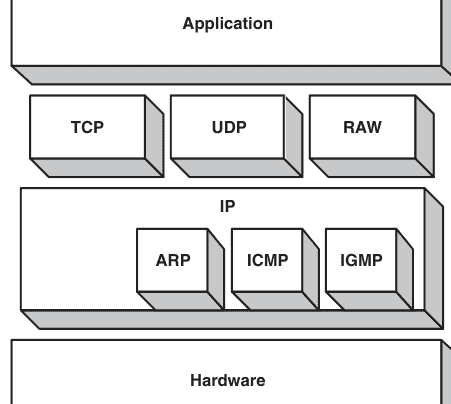 Application
TCP UDP RAW
IP
ARP ICMP IGMP
Hardware